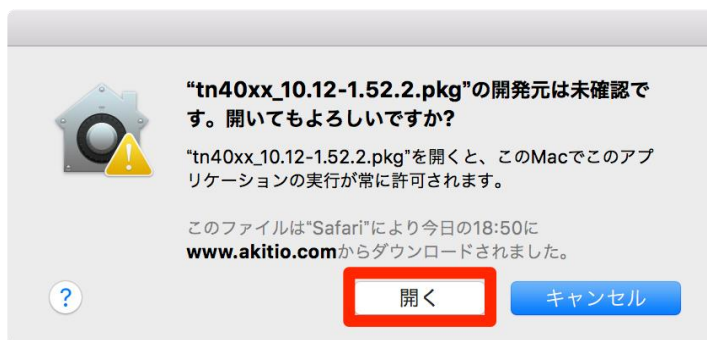 “tn40xx_10.12-1.52.2.pkg”の開発元は未確認で
す。開いてもよろしいですか?
“tn40xx_10.12-1.52.2.pkg”を開くと、このMacでこのアプ
リケーションの実行が常に許可されます。
このファイルは“Safari”により今日の18:50に
www.akitio.comからダウンロードされました。
?
開く
キャンセル